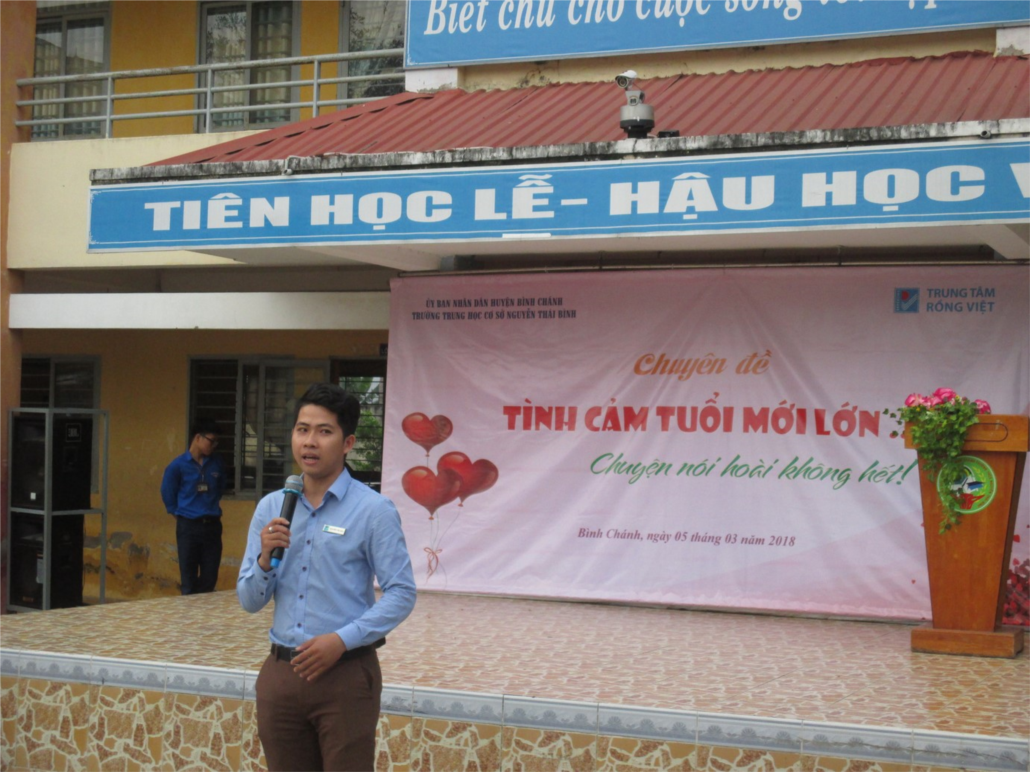 Biết chữ cho cuộc sống tốt đẹp
TIÊN HỌC LỄ- HẬU HỌC V
ỦY BAN NHÂN DÂN HUYỆN BÌNH CHÁNH
TRƯỜNG TRUNG HỌC CƠ SỞ NGUYỄN THÁI BÌNH
TRUNG TÂM
RỒNG VIỆT
Chuyên đề
TÌNH CẢM TUỔI MỚI LỚN
Chuyện nói hoài không hết!
Bình Chánh, ngày 05 tháng 03 năm 2018